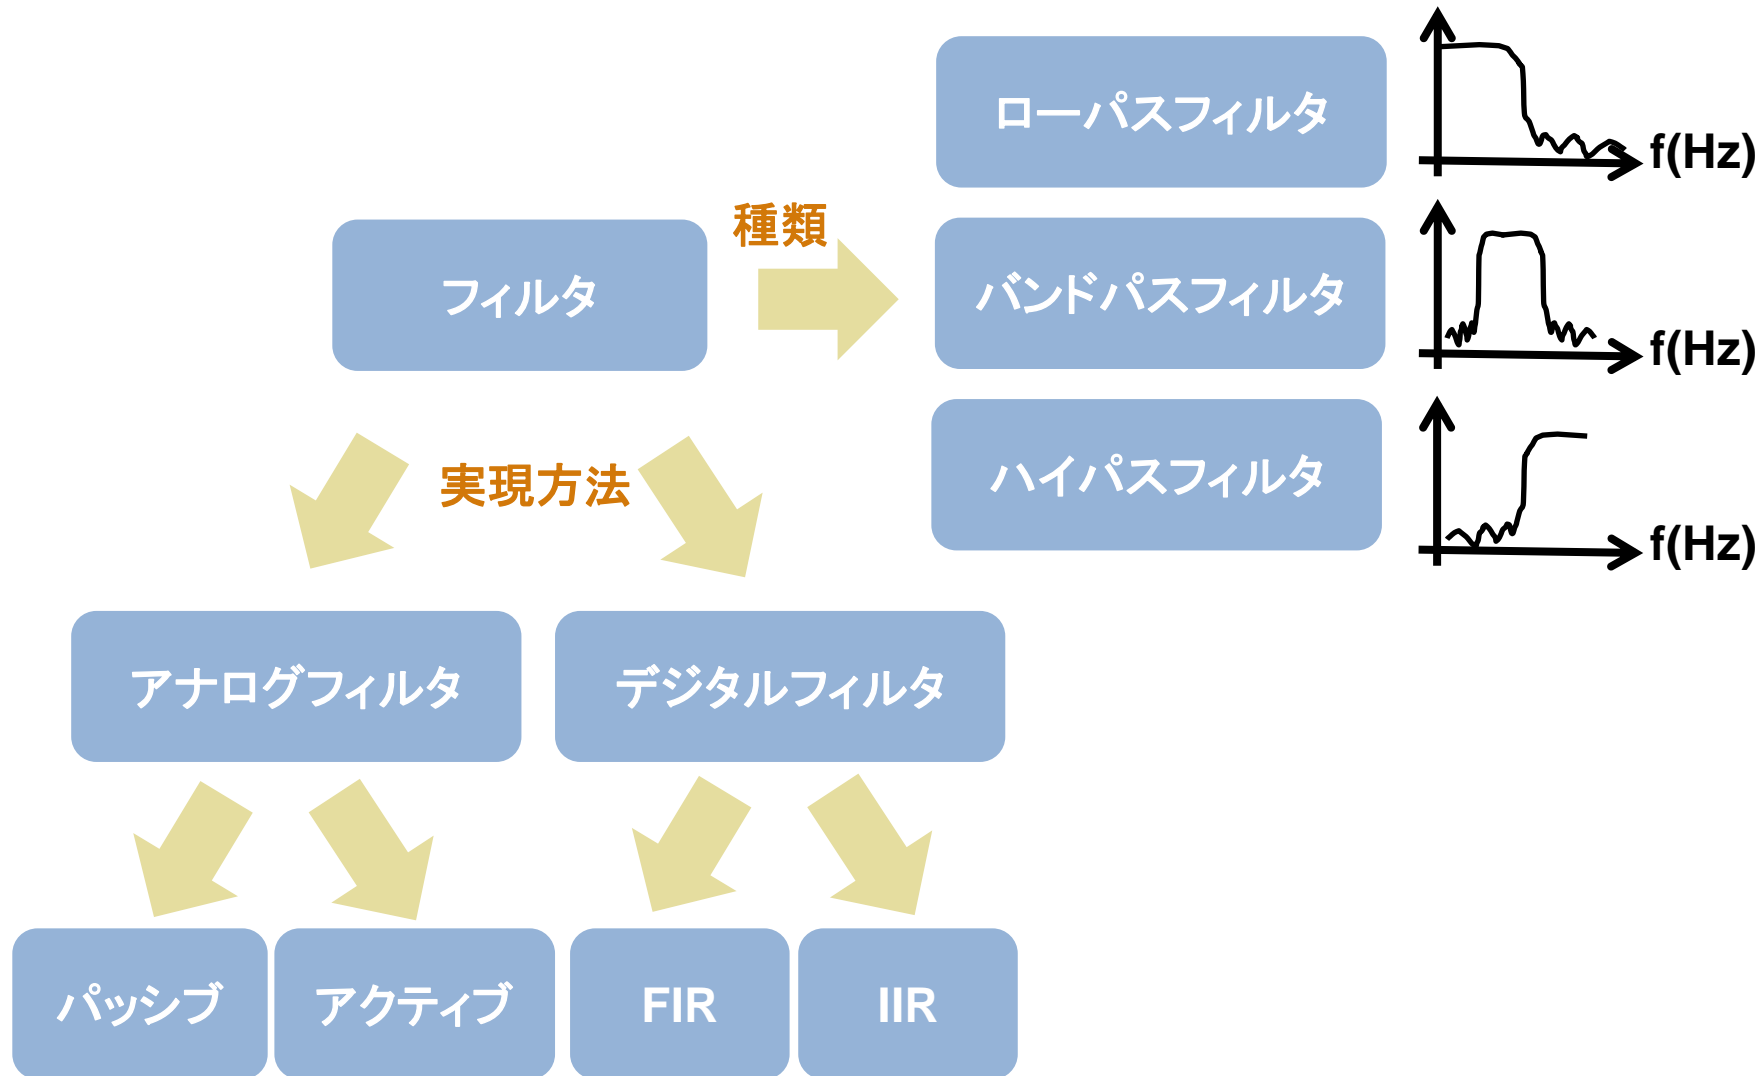 ローパスフィルタ
f(Hz)
種類
フィルタ
バンドパスフィルタ
f(Hz)
ハイパスフィルタ
f(Hz)
実現方法
アナログフィルタ
デジタルフィルタ
パッシブ
アクティブ
FIR
IIR